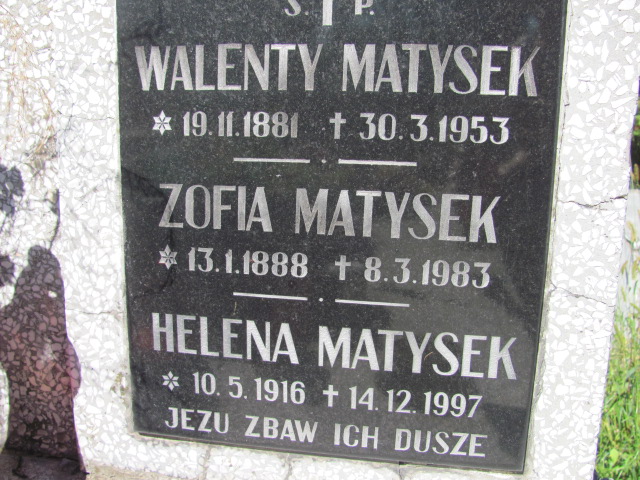 S. † P.
WALENTY MATYSEK
* 19.11.1881 † 30.3.1953
ZOFIA MATYSEK
* 13.1.1888 † 8.3.1983
HELENA MATYSEK
* 10.5.1916 † 14.12.1997
JEZU ZBAW ICH DUSZE